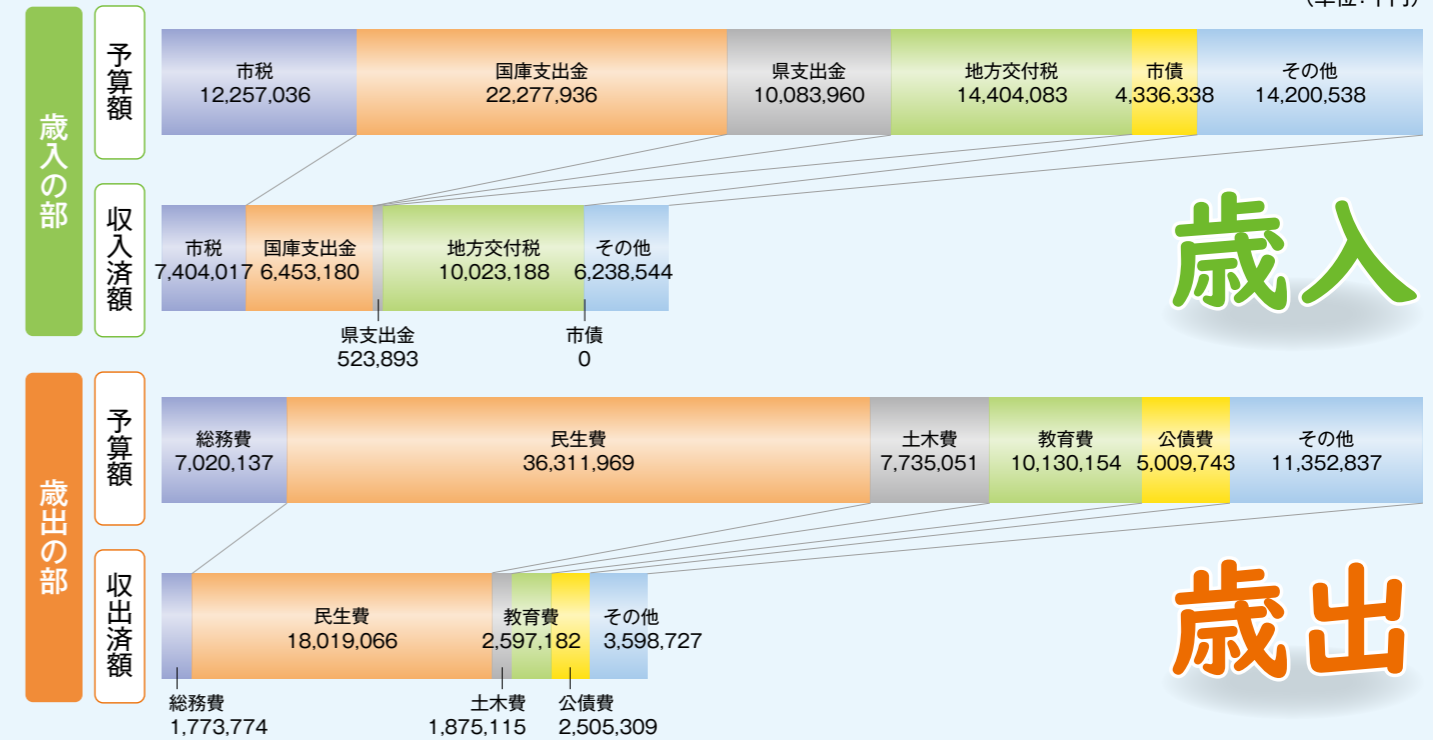 歳入の部
予算額
市税
12,257,036
国庫支出金
22,277,936
県支出金
10,083,960
地方交付税
14,404,083
市債
4,336,338
その他
14,200,538
収入済額
市税
7,404,017
国庫支出金
6,453,180
県支出金
523,893
地方交付税
10,023,188
市債
0
その他
6,238,544
歳入
歳出の部
予算額
総務費
7,020,137
民生費
36,311,969
土木費
7,735,051
教育費
10,130,154
公債費
5,009,743
その他
11,352,837
収出済額
総務費
1,773,774
民生費
18,019,066
土木費
1,875,115
教育費
2,597,182
公債費
2,505,309
その他
3,598,727
歳出